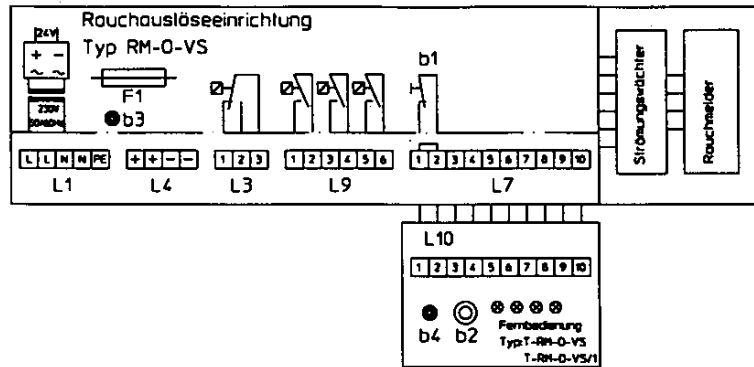 Rauchauslöseeinrichtung
24V
Typ RM-O-VS
+ −
~ ~
F1
b1
230V
50/60Hz
b3
Strömungswächter
Rauchmelder
L L N N PE
+ + − −
1 2 3
1 2 3 4 5 6
1 2 3 4 5 6 7 8 9 10
L1 L4 L3 L9 L7
L10
1 2 3 4 5 6 7 8 9 10
b4 b2
Fernbedienung
Typ:T-RM-O-VS
T-RM-O-VS/1